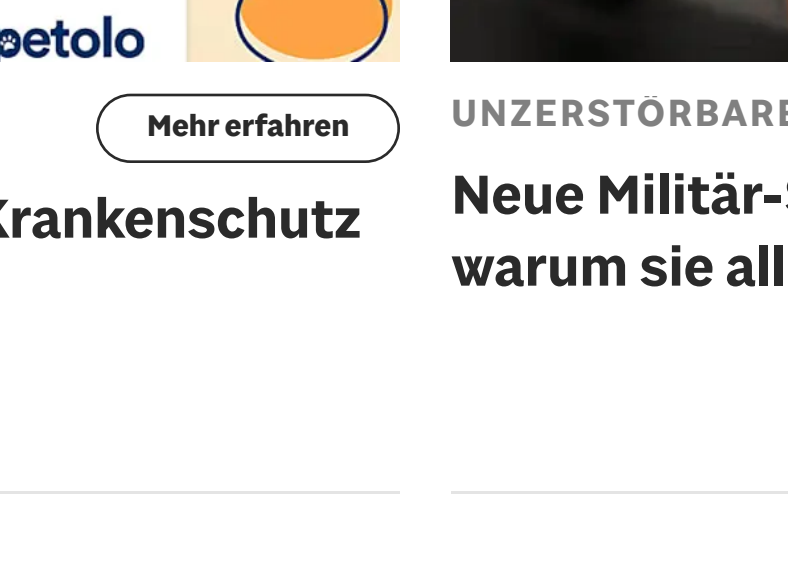 petolo
Mehr erfahren
Krankenschutz
UNZERSTÖRBARE
Neue Militär-
warum sie all